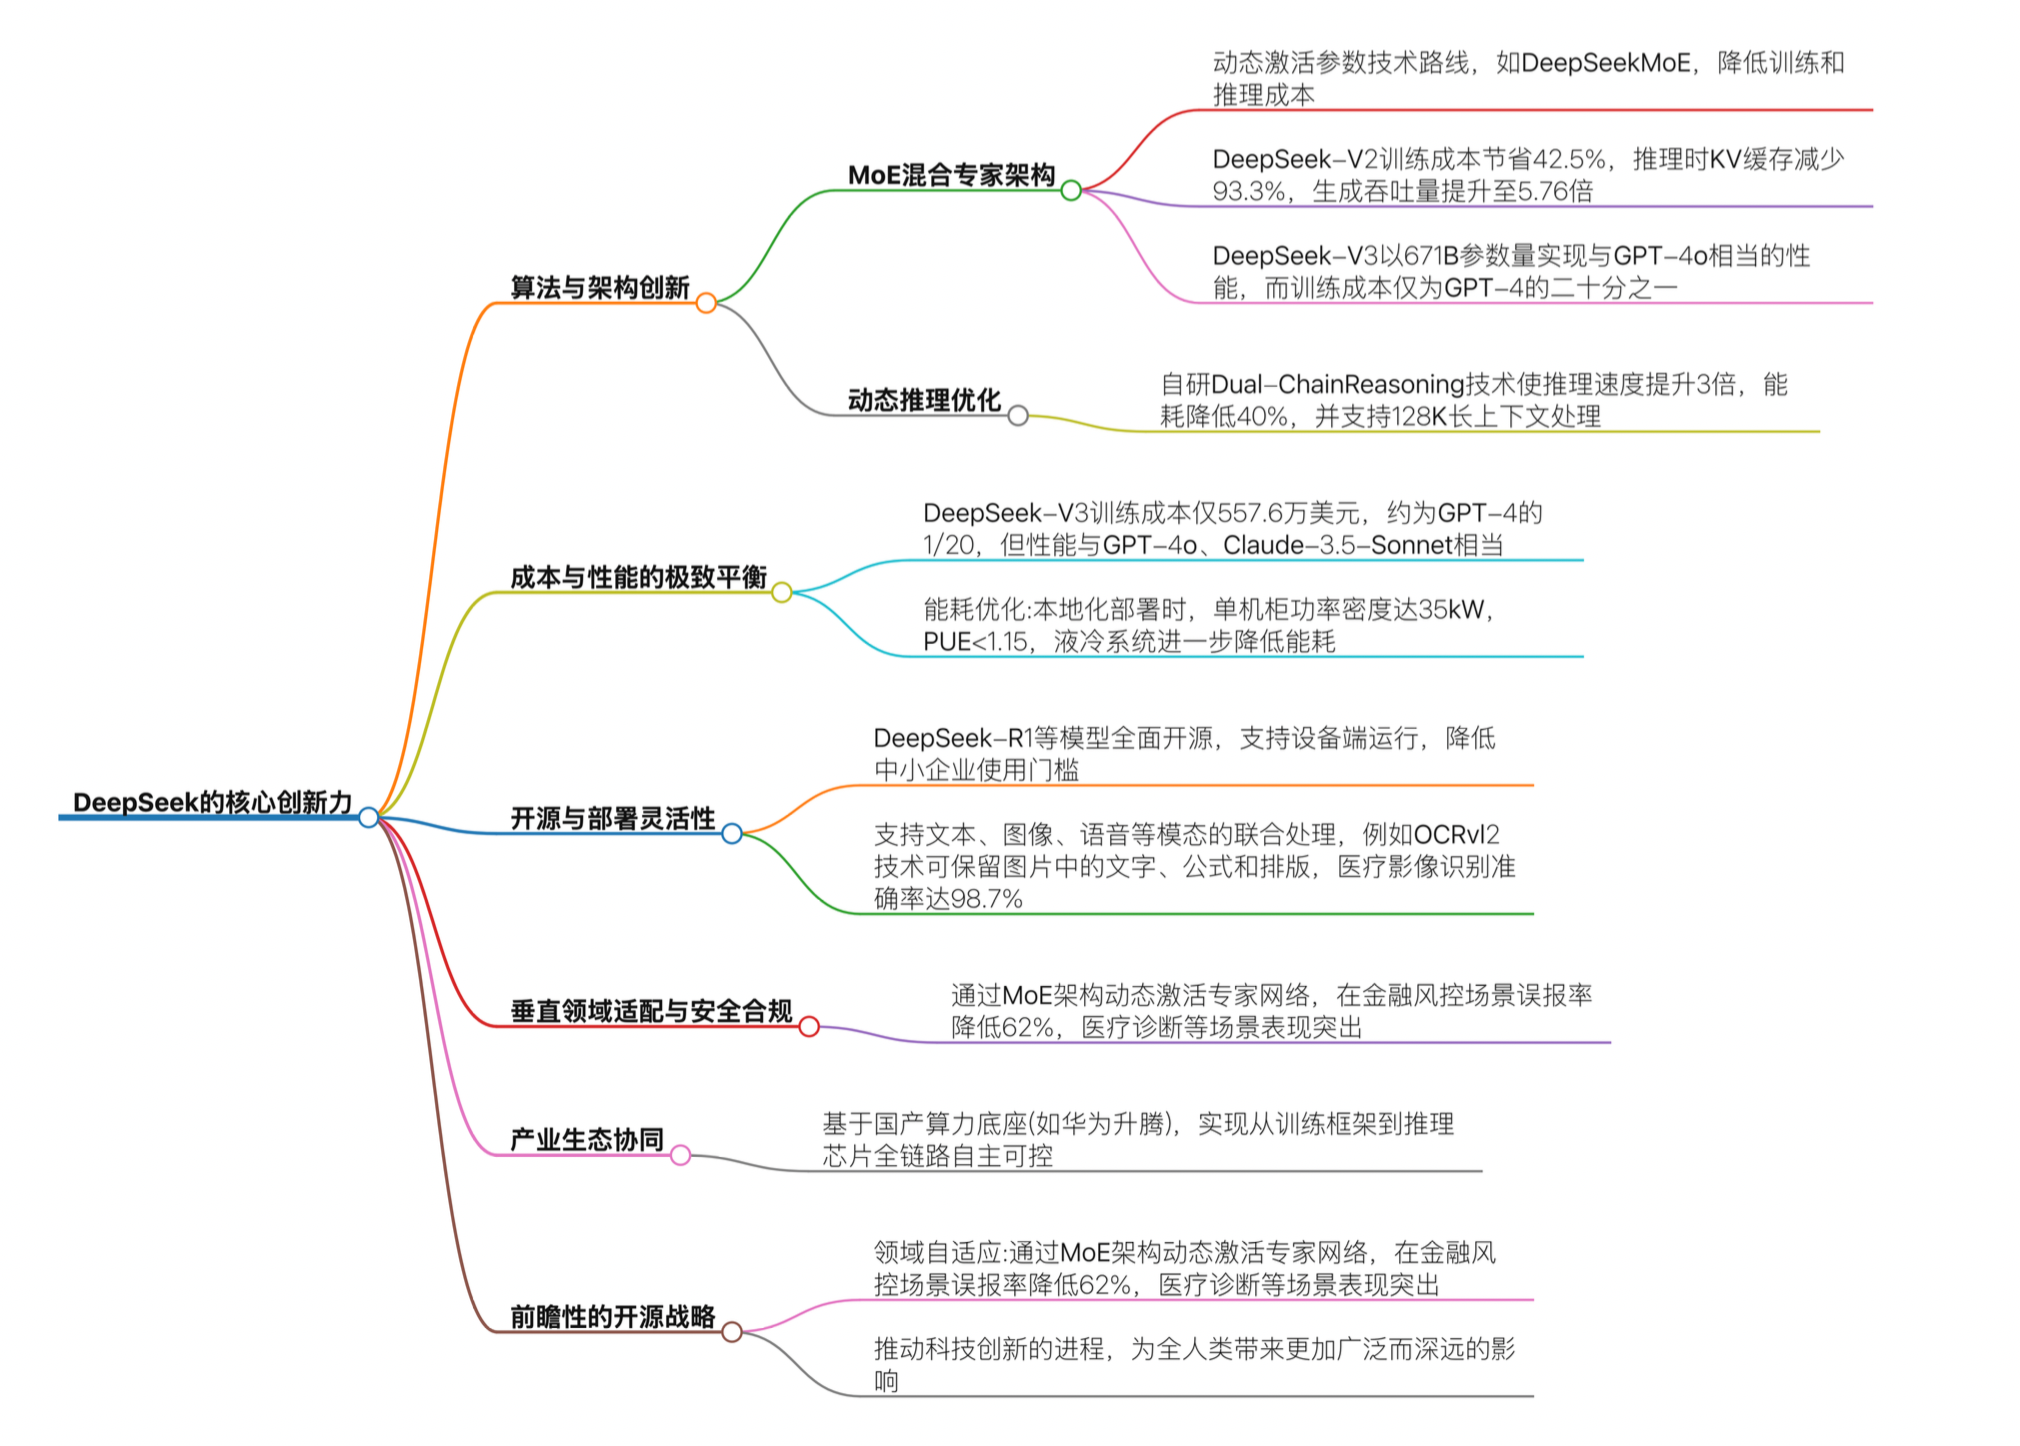 DeepSeek的核心创新力
算法与架构创新
MoE混合专家架构
动态激活参数技术路线，如DeepSeekMoE，降低训练和
推理成本
DeepSeek-V2训练成本节省42.5%，推理时KV缓存减少
93.3%，生成吞吐量提升至5.76倍
DeepSeek-V3以671B参数量实现与GPT-4o相当的性
能，而训练成本仅为GPT-4的二十分之一
动态推理优化
自研Dual-ChainReasoning技术使推理速度提升3倍，能
耗降低40%，并支持128K长上下文处理
成本与性能的极致平衡
DeepSeek-V3训练成本仅557.6万美元，约为GPT-4的
1/20，但性能与GPT-4o、Claude-3.5-Sonnet相当
能耗优化:本地化部署时，单机柜功率密度达35kW，
PUE<1.15，液冷系统进一步降低能耗
开源与部署灵活性
DeepSeek-R1等模型全面开源，支持设备端运行，降低
中小企业使用门槛
支持文本、图像、语音等模态的联合处理，例如OCRvl2
技术可保留图片中的文字、公式和排版，医疗影像识别准
确率达98.7%
垂直领域适配与安全合规
通过MoE架构动态激活专家网络，在金融风控场景误报率
降低62%，医疗诊断等场景表现突出
产业生态协同
基于国产算力底座(如华为升腾)，实现从训练框架到推理
芯片全链路自主可控
前瞻性的开源战略
领域自适应:通过MoE架构动态激活专家网络，在金融风
控场景误报率降低62%，医疗诊断等场景表现突出
推动科技创新的进程，为全人类带来更加广泛而深远的影
响